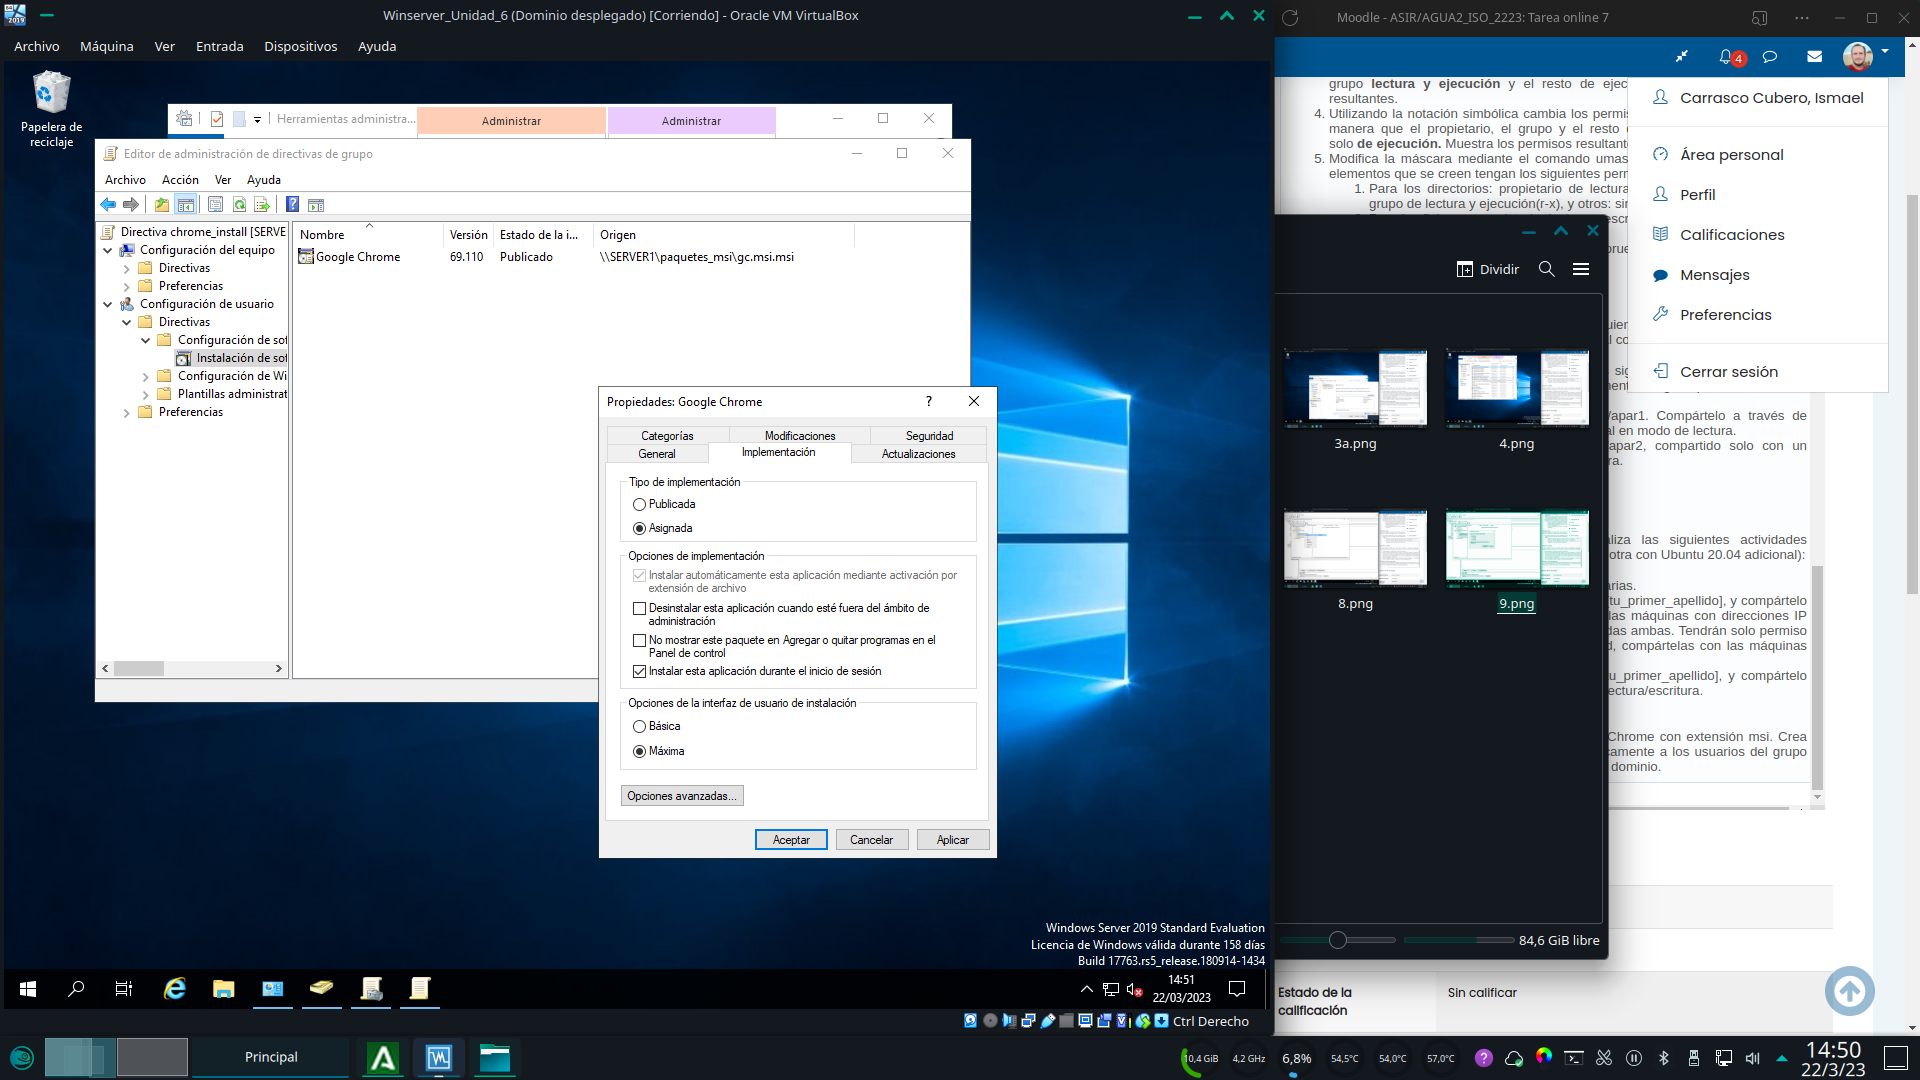 Winserver_Unidad_6 (Dominio desplegado) [Corriendo] - Oracle VM VirtualBox
Archivo Máquina Ver Entrada Dispositivos Ayuda
Papelera de reciclaje
Herramientas administra...
Administrar
Administrar
Editor de administración de directivas de grupo
Archivo Acción Ver Ayuda
Directiva chrome_install [SERVE
Configuración del equipo
Directivas
Preferencias
Configuración de usuario
Directivas
Configuración de sof
Instalación de sof
Configuración de Wi
Plantillas administrat
Preferencias
Nombre Versión Estado de la i... Origen
Google Chrome 69.110 Publicado \\SERVER1\paquetes_msi\gc.msi.msi
Propiedades: Google Chrome
?
Categorías Modificaciones Seguridad
General Implementación Actualizaciones
Tipo de implementación
Publicada
Asignada
Opciones de implementación
Instalar automáticamente esta aplicación mediante activación por
extensión de archivo
Desinstalar esta aplicación cuando esté fuera del ámbito de
administración
No mostrar este paquete en Agregar o quitar programas en el
Panel de control
Instalar esta aplicación durante el inicio de sesión
Opciones de la interfaz de usuario de instalación
Básica
Máxima
Opciones avanzadas...
Aceptar Cancelar Aplicar
Windows Server 2019 Standard Evaluation
Licencia de Windows válida durante 158 días
Build 17763.rs5_release.180914-1434
14:51
22/03/2023
Ctrl Derecho
Moodle - ASIR/AGUA2_ISO_2223: Tarea online 7
4
grupo lectura y ejecución y el resto de ejec
resultantes.
4. Utilizando la notación simbólica cambia los permis
manera que el propietario, el grupo y el resto
solo de ejecución. Muestra los permisos resultant
5. Modifica la máscara mediante el comando umas
elementos que se creen tengan los siguientes per
1. Para los directorios: propietario de lectura
grupo de lectura y ejecución(r-x), y otros: sir
Carrasco Cubero, Ismael
Área personal
Perfil
Calificaciones
Mensajes
Preferencias
Cerrar sesión
Dividir
3a.png
4.png
8.png
9.png
84,6 GiB libre
/apar1. Compártelo a través de
al en modo de lectura.
apar2, compartido solo con un
ra.
aliza las siguientes actividades
otra con Ubuntu 20.04 adicional):
arias.
[tu_primer_apellido], y compártelo
las máquinas con direcciones IP
das ambas. Tendrán solo permiso
d, compártelas con las máquinas
tu_primer_apellido], y compártelo
ectura/escritura.
Chrome con extensión msi. Crea
camente a los usuarios del grupo
dominio.
Estado de la
calificación
Sin calificar
Principal
10,4 GiB
4,2 GHz
6,8%
54,5°C
54,0°C
57,0°C
14:50
22/3/23